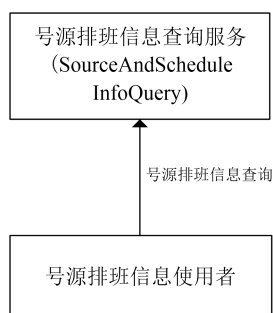 号源排班信息查询服务
（SourceAndSchedule
InfoQuery)
号源排班信息查询
号源排班信息使用者